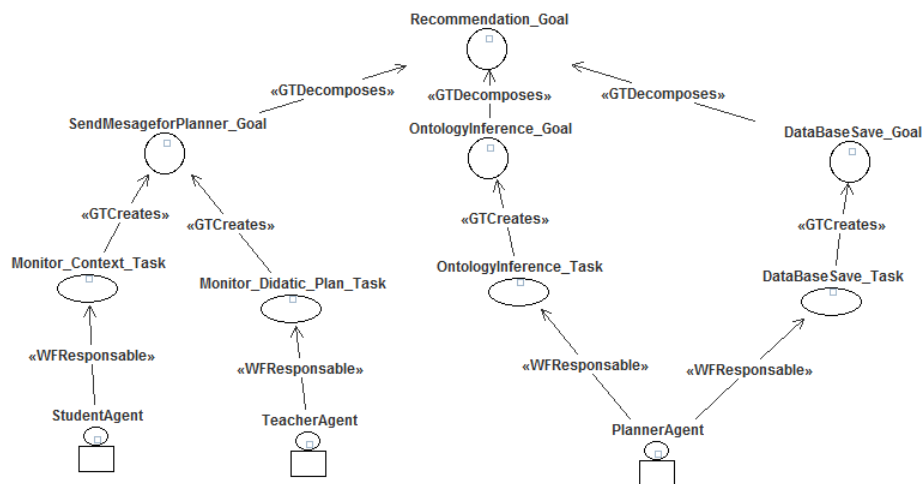 Recommendation_Goal
«GTDecomposes»
«GTDecomposes»
«GTDecomposes»
SendMesageforPlanner_Goal
OntologyInference_Goal
DataBaseSave_Goal
«GTCreates»
«GTCreates»
«GTCreates»
«GTCreates»
Monitor_Context_Task
Monitor_Didatic_Plan_Task
OntologyInference_Task
DataBaseSave_Task
«WFResponsable»
«WFResponsable»
«WFResponsable»
«WFResponsable»
StudentAgent
TeacherAgent
PlannerAgent